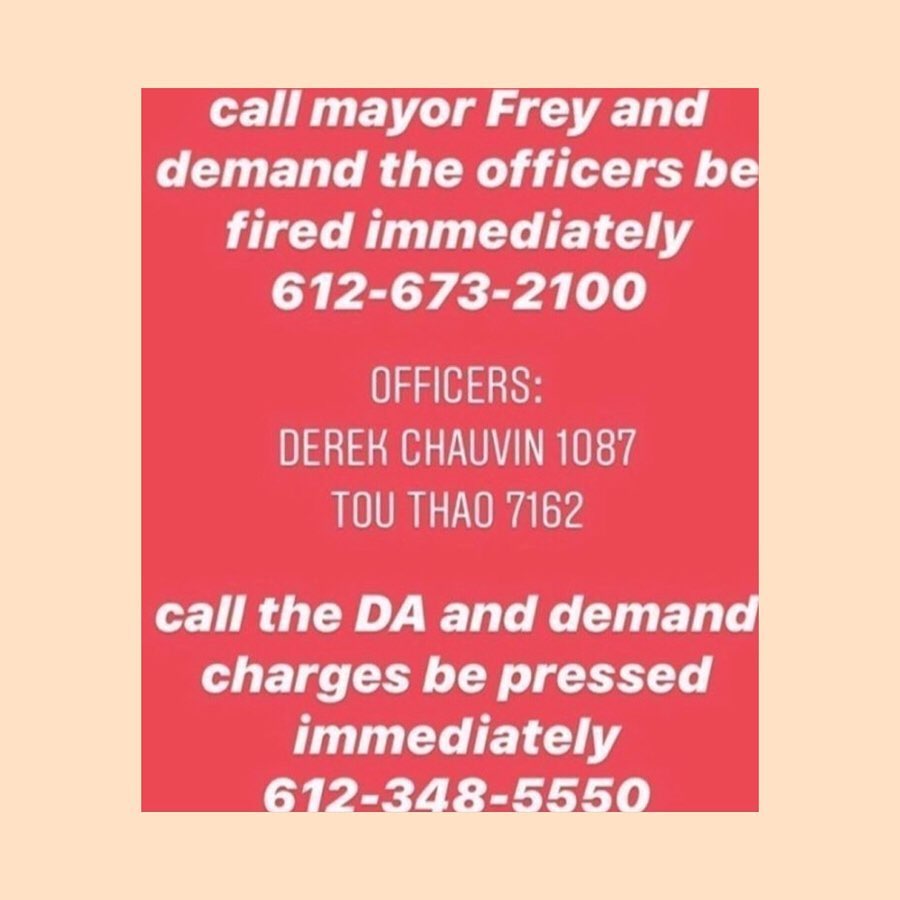 call mayor Frey and
demand the officers be
fired immediately
612-673-2100
OFFICERS:
DEREK CHAUVIN 1087
TOU THAO 7162
call the DA and demand
charges be pressed
immediately
612-348-5550